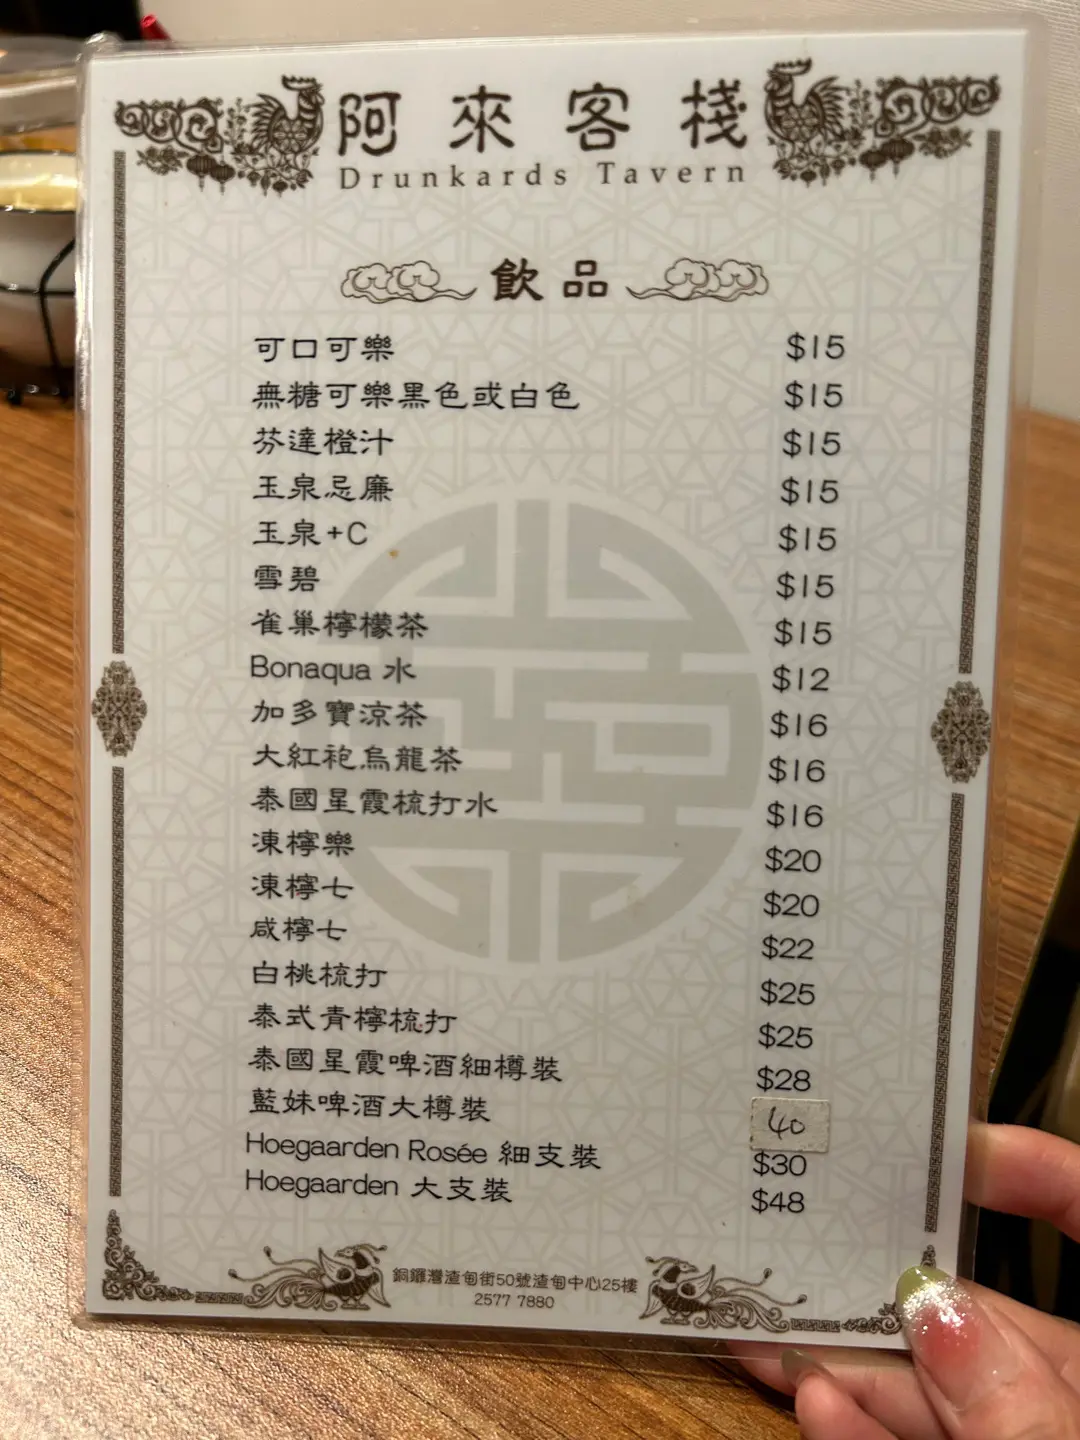 阿來客棧
Drunkards Tavern
飲品
可口可樂 $15
無糖可樂黑色或白色 $15
芬達橙汁 $15
玉泉忌廉 $15
玉泉+C $15
雪碧 $15
雀巢檸檬茶 $15
Bonaqua 水 $12
加多寶涼茶 $16
大紅袍烏龍茶 $16
泰國星霞梳打水 $16
凍檸樂 $20
凍檸七 $20
咸檸七 $22
白桃梳打 $25
泰式青檸梳打 $25
泰國星霞啤酒細樽裝 $28
藍妹啤酒大樽裝 40
Hoegaarden Rosée 細支裝 $30
Hoegaarden 大支裝 $48
銅鑼灣渣甸街50號渣甸中心25樓
2577 7880